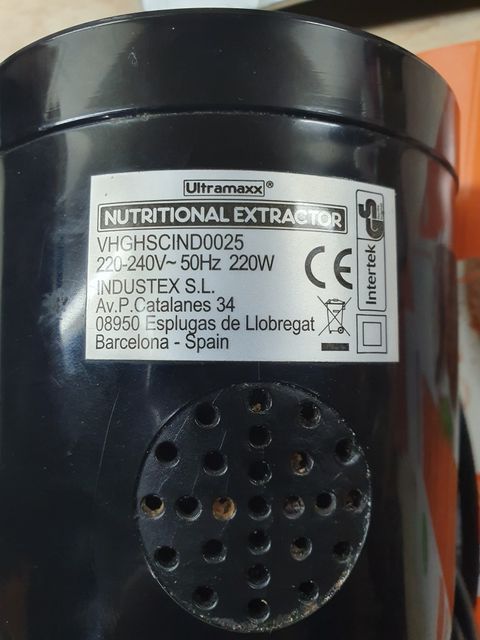 Ultramaxx®
NUTRITIONAL EXTRACTOR
VHGHSCIND0025
220-240V~ 50Hz 220W
INDUSTEX S.L.
Av.P.Catalanes 34
08950 Esplugas de Llobregat
Barcelona - Spain
CE
Intertek
GS